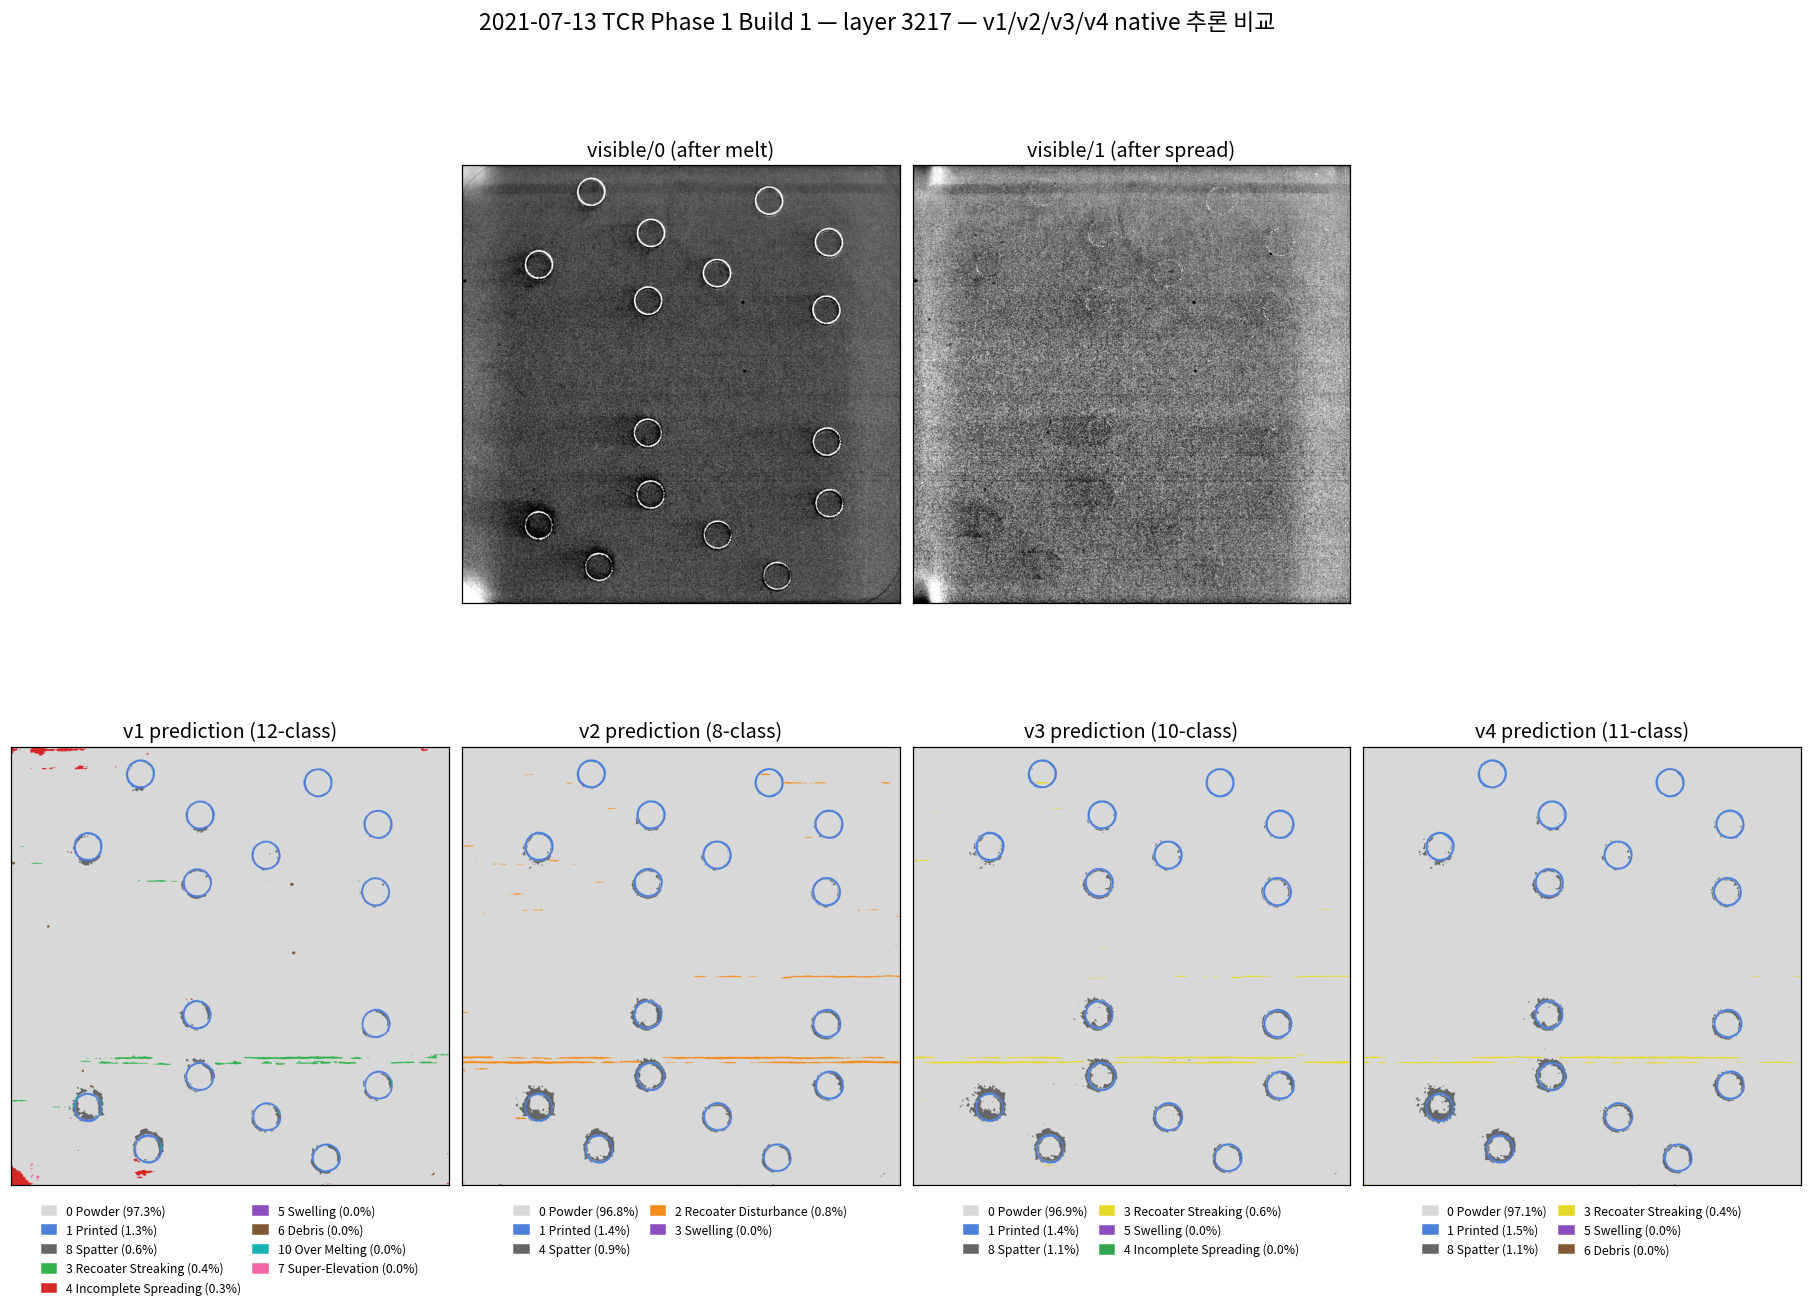 2021-07-13 TCR Phase 1 Build 1 — layer 3217 — v1/v2/v3/v4 native 추론 비교
visible/0 (after melt)
visible/1 (after spread)
v1 prediction (12-class)
v2 prediction (8-class)
v3 prediction (10-class)
v4 prediction (11-class)
0 Powder (97.3%)
1 Printed (1.3%)
8 Spatter (0.6%)
3 Recoater Streaking (0.4%)
4 Incomplete Spreading (0.3%)
5 Swelling (0.0%)
6 Debris (0.0%)
10 Over Melting (0.0%)
7 Super-Elevation (0.0%)
0 Powder (96.8%)
1 Printed (1.4%)
4 Spatter (0.9%)
2 Recoater Disturbance (0.8%)
3 Swelling (0.0%)
0 Powder (96.9%)
1 Printed (1.4%)
8 Spatter (1.1%)
3 Recoater Streaking (0.6%)
5 Swelling (0.0%)
4 Incomplete Spreading (0.0%)
0 Powder (97.1%)
1 Printed (1.5%)
8 Spatter (1.1%)
3 Recoater Streaking (0.4%)
5 Swelling (0.0%)
6 Debris (0.0%)